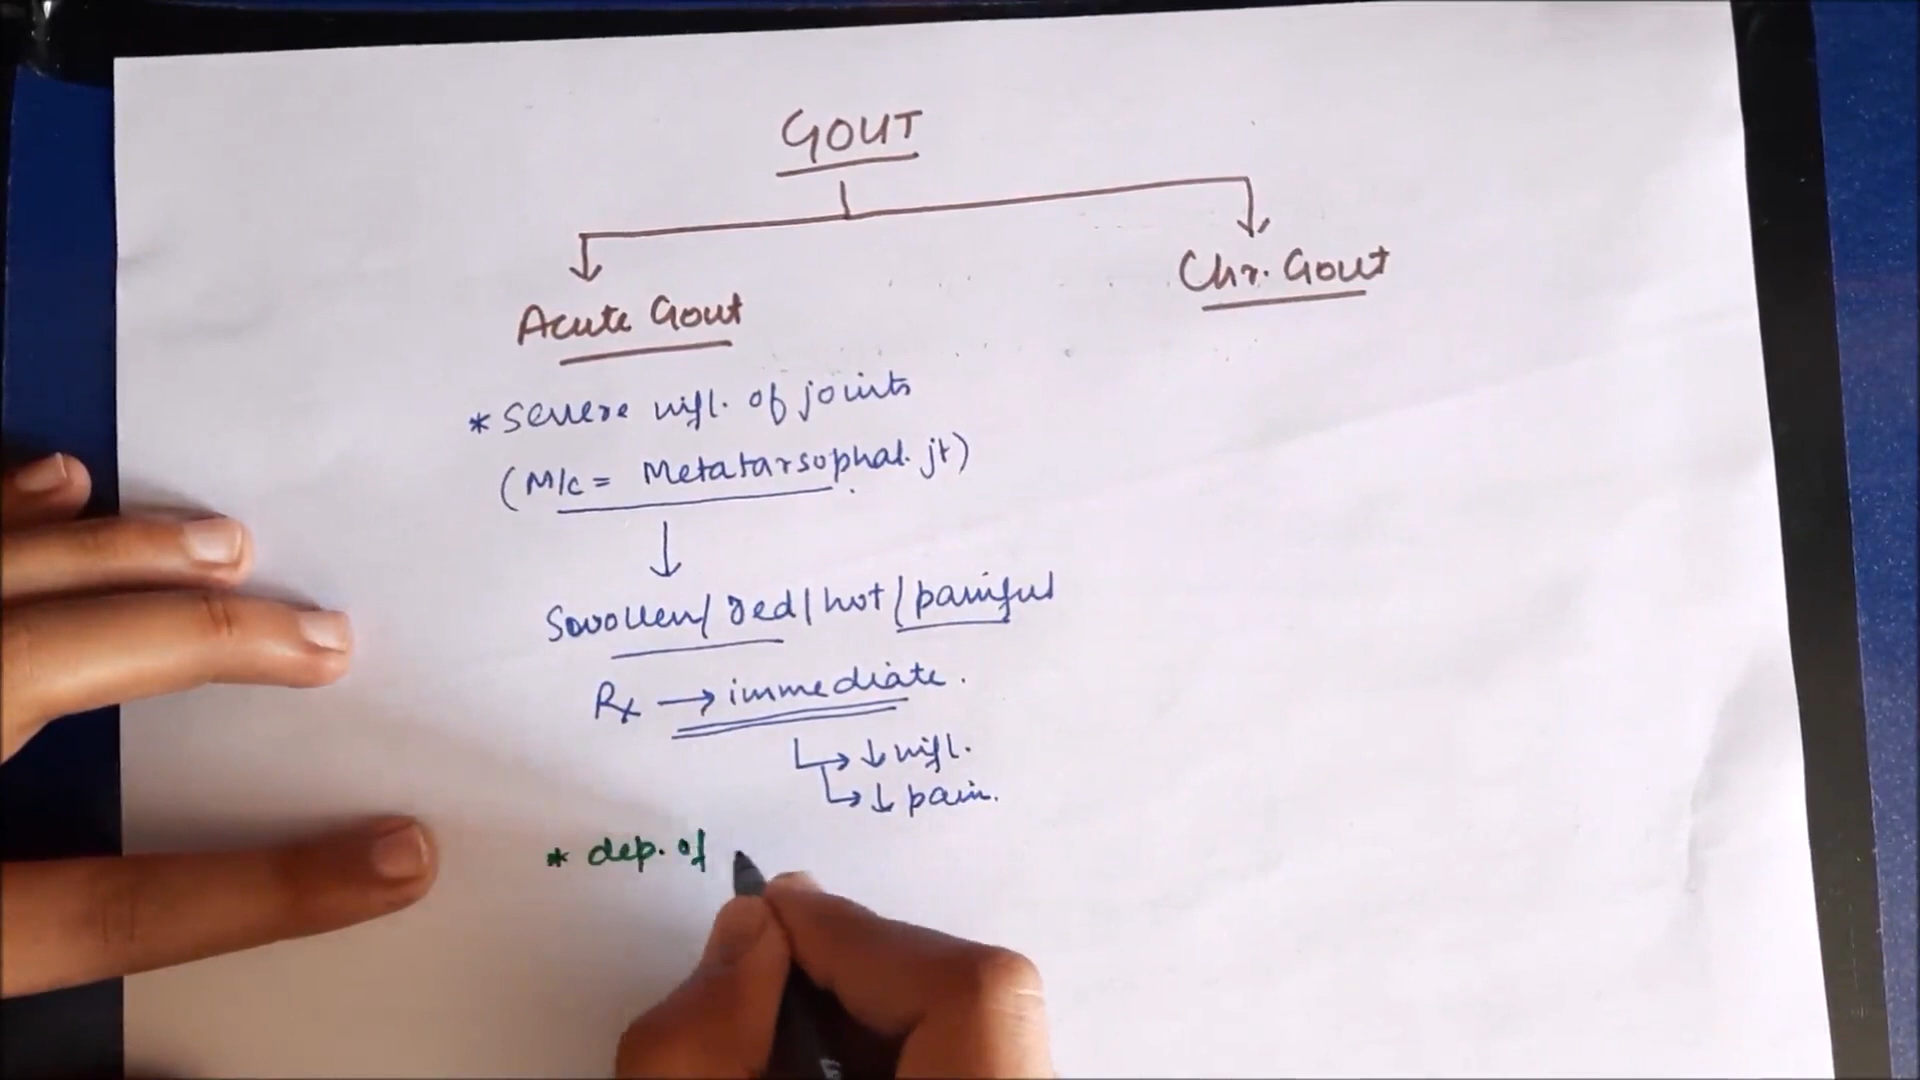 GOUT
Acute Gout
Chr. Gout
* Severe infl. of joints
(M/c = Metatarsophal. jt)
↓
Swollen/ red/ hot / painful
Rx → immediate.
↳ ↓ infl.
↳ ↓ pain.
* dep. of